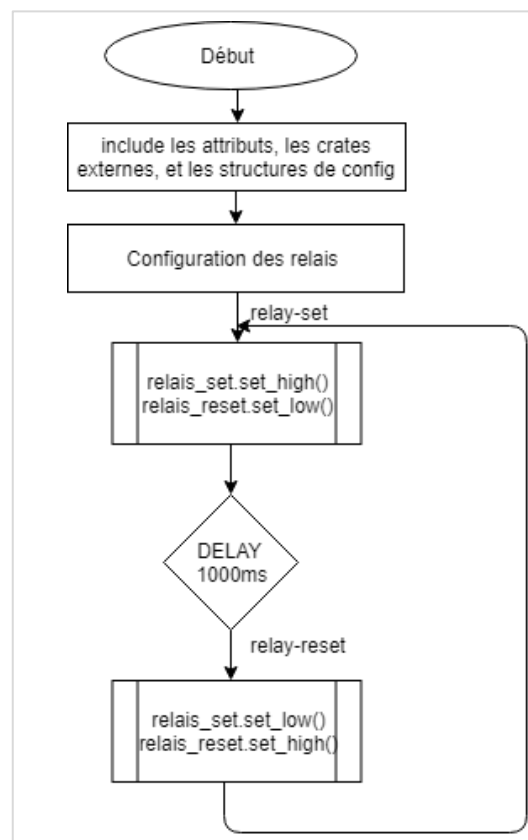 Début
include les attributs, les crates
externes, et les structures de config
Configuration des relais
relay-set
relais_set.set_high()
relais_reset.set_low()
DELAY
1000ms
relay-reset
relais_set.set_low()
relais_reset.set_high()